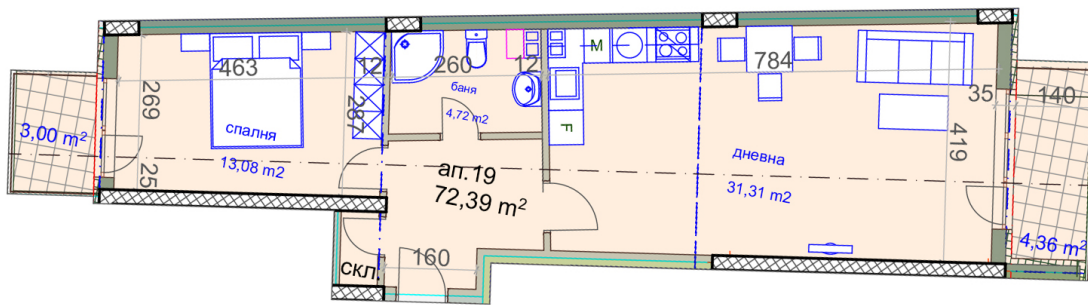 463
12
260
12
784
35
140
269
287
419
25
M
F
баня
4,72 m2
3,00 m²
спалня
13,08 m2
ап.19
72,39 m²
дневна
31,31 m2
4,36 m²
скл.
160